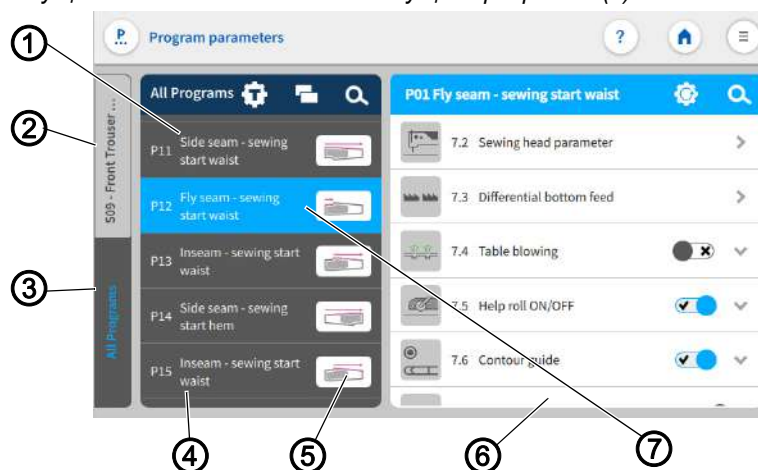 P...
Program parameters
?
All Programs
T
P01 Fly seam - sewing start waist
S09 - Front Trouser ...
All Programs
P11 Side seam - sewing
start waist
P12 Fly seam - sewing
start waist
P13 Inseam - sewing start
waist
P14 Side seam - sewing
start hem
P15 Inseam - sewing start
waist
7.2 Sewing head parameter
7.3 Differential bottom feed
7.4 Table blowing
7.5 Help roll ON/OFF
7.6 Contour guide
1
2
3
4
5
6
7